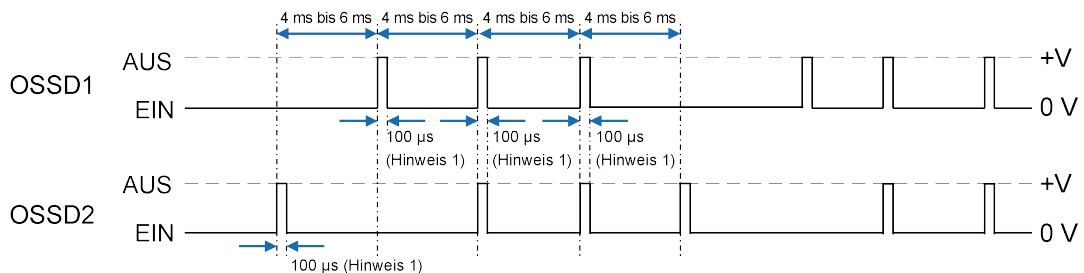 4 ms bis 6 ms 4 ms bis 6 ms 4 ms bis 6 ms 4 ms bis 6 ms
AUS +V
OSSD1
EIN 0 V
100 µs 100 µs 100 µs
(Hinweis 1) (Hinweis 1) (Hinweis 1)
AUS +V
OSSD2
EIN 0 V
100 µs (Hinweis 1)